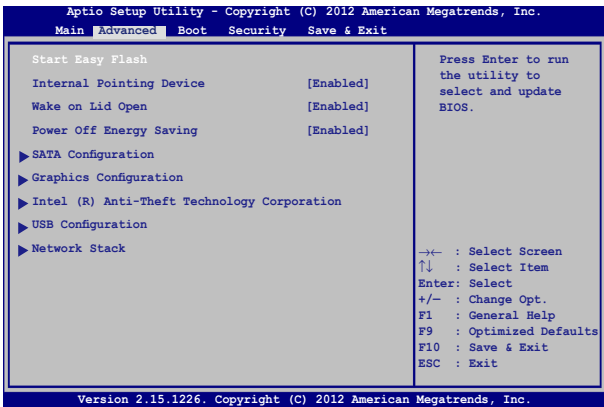 Aptio Setup Utility - Copyright (C) 2012 American Megatrends, Inc.
Main Advanced Boot Security Save & Exit
Start Easy Flash
Internal Pointing Device [Enabled]
Wake on Lid Open [Enabled]
Power Off Energy Saving [Enabled]
SATA Configuration
Graphics Configuration
Intel (R) Anti-Theft Technology Corporation
USB Configuration
Network Stack
Press Enter to run
the utility to
select and update
BIOS.
→← : Select Screen
↑↓ : Select Item
Enter: Select
+/— : Change Opt.
F1 : General Help
F9 : Optimized Defaults
F10 : Save & Exit
ESC : Exit
Version 2.15.1226. Copyright (C) 2012 American Megatrends, Inc.